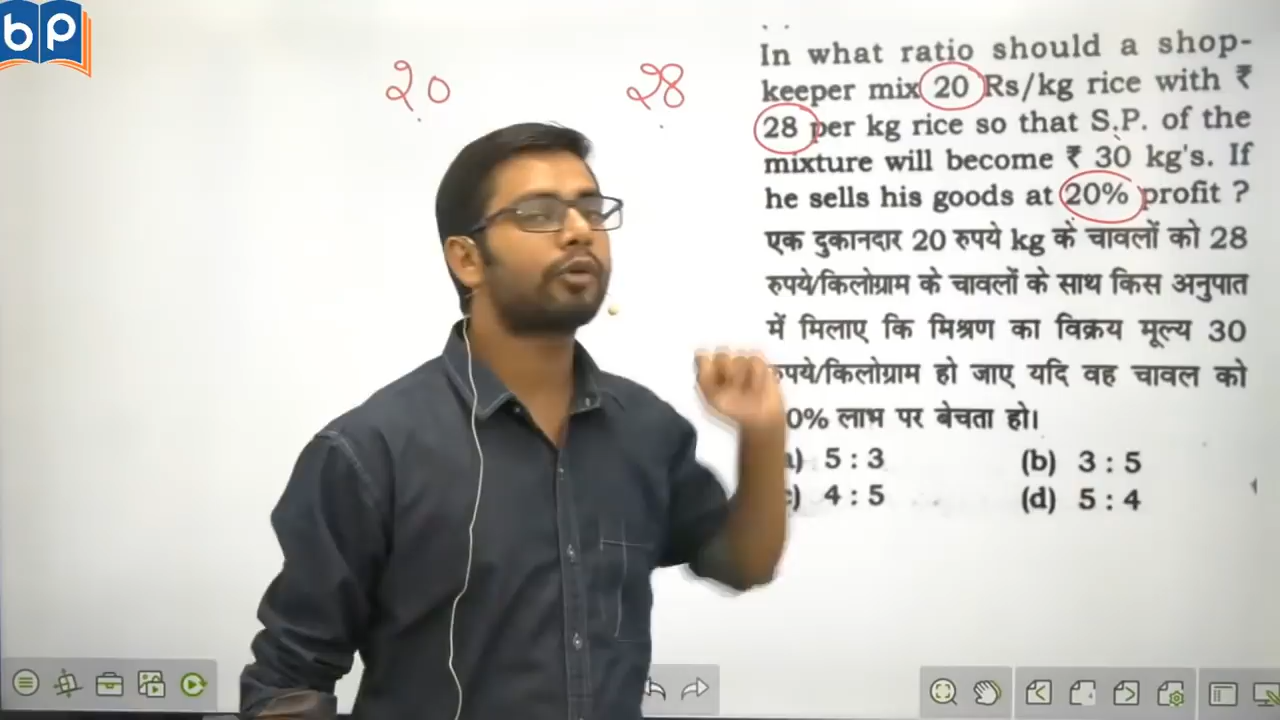 bp
20
28
In what ratio should a shop-
keeper mix 20 Rs/kg rice with ₹
28 per kg rice so that S.P. of the
mixture will become ₹ 30 kg's. If
he sells his goods at 20% profit ?
एक दुकानदार 20 रुपये kg के चावलों को 28
रुपये/किलोग्राम के चावलों के साथ किस अनुपात
में मिलाए कि मिश्रण का विक्रय मूल्य 30
रुपये/किलोग्राम हो जाए यदि वह चावल को
0% लाभ पर बेचता हो।
a) 5 : 3 (b) 3 : 5
c) 4 : 5 (d) 5 : 4